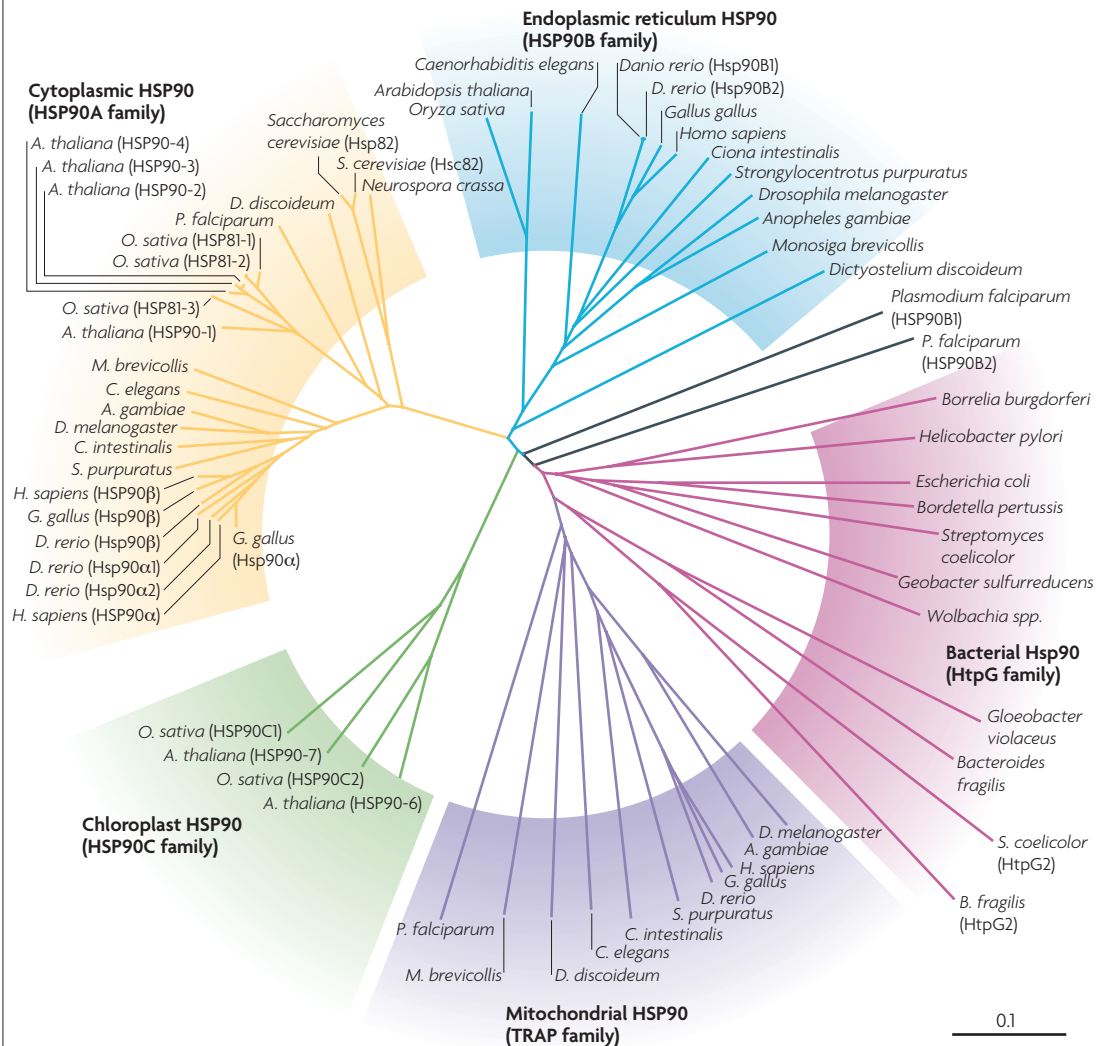 Endoplasmic reticulum HSP90
(HSP90B family)
Caenorhabiditis elegans
Danio rerio (Hsp90B1)
Arabidopsis thaliana
D. rerio (Hsp90B2)
Oryza sativa
Gallus gallus
Homo sapiens
Ciona intestinalis
Strongylocentrotus purpuratus
Drosophila melanogaster
Anopheles gambiae
Monosiga brevicollis
Dictyostelium discoideum
Plasmodium falciparum
(HSP90B1)
P. falciparum
(HSP90B2)
Cytoplasmic HSP90
(HSP90A family)
A. thaliana (HSP90-4)
A. thaliana (HSP90-3)
A. thaliana (HSP90-2)
Saccharomyces
cerevisiae (Hsp82)
S. cerevisiae (Hsc82)
Neurospora crassa
D. discoideum
P. falciparum
O. sativa (HSP81-1)
O. sativa (HSP81-2)
O. sativa (HSP81-3)
A. thaliana (HSP90-1)
M. brevicollis
C. elegans
A. gambiae
D. melanogaster
C. intestinalis
S. purpuratus
H. sapiens (HSP90β)
G. gallus (Hsp90β)
D. rerio (Hsp90β)
D. rerio (Hsp90α1)
D. rerio (Hsp90α2)
H. sapiens (HSP90α)
G. gallus
(Hsp90α)
Borrelia burgdorferi
Helicobacter pylori
Escherichia coli
Bordetella pertussis
Streptomyces
coelicolor
Geobacter sulfurreducens
Wolbachia spp.
Bacterial Hsp90
(HtpG family)
Gloeobacter
violaceus
Bacteroides
fragilis
S. coelicolor
(HtpG2)
B. fragilis
(HtpG2)
O. sativa (HSP90C1)
A. thaliana (HSP90-7)
O. sativa (HSP90C2)
A. thaliana (HSP90-6)
Chloroplast HSP90
(HSP90C family)
D. melanogaster
A. gambiae
H. sapiens
G. gallus
D. rerio
S. purpuratus
C. intestinalis
C. elegans
D. discoideum
M. brevicollis
P. falciparum
Mitochondrial HSP90
(TRAP family)
0.1